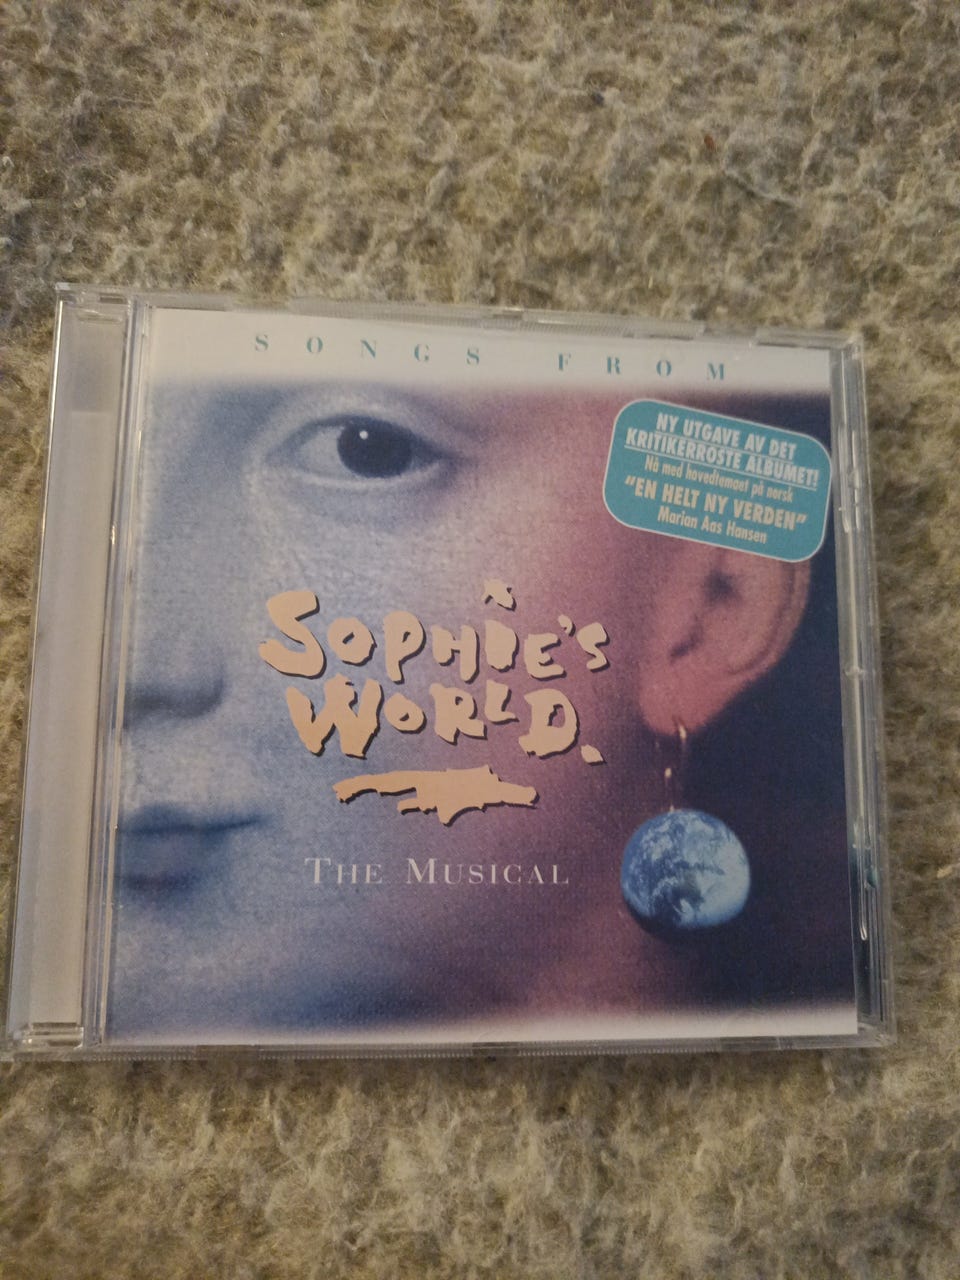 SONGS FROM
NY UTGAVE AV DET
KRITIKERROSTE ALBUMET!
Nå med hovedtemaet på norsk
"EN HELT NY VERDEN"
Marian Aas Hansen
SOPHIE'S
WORLD.
THE MUSICAL